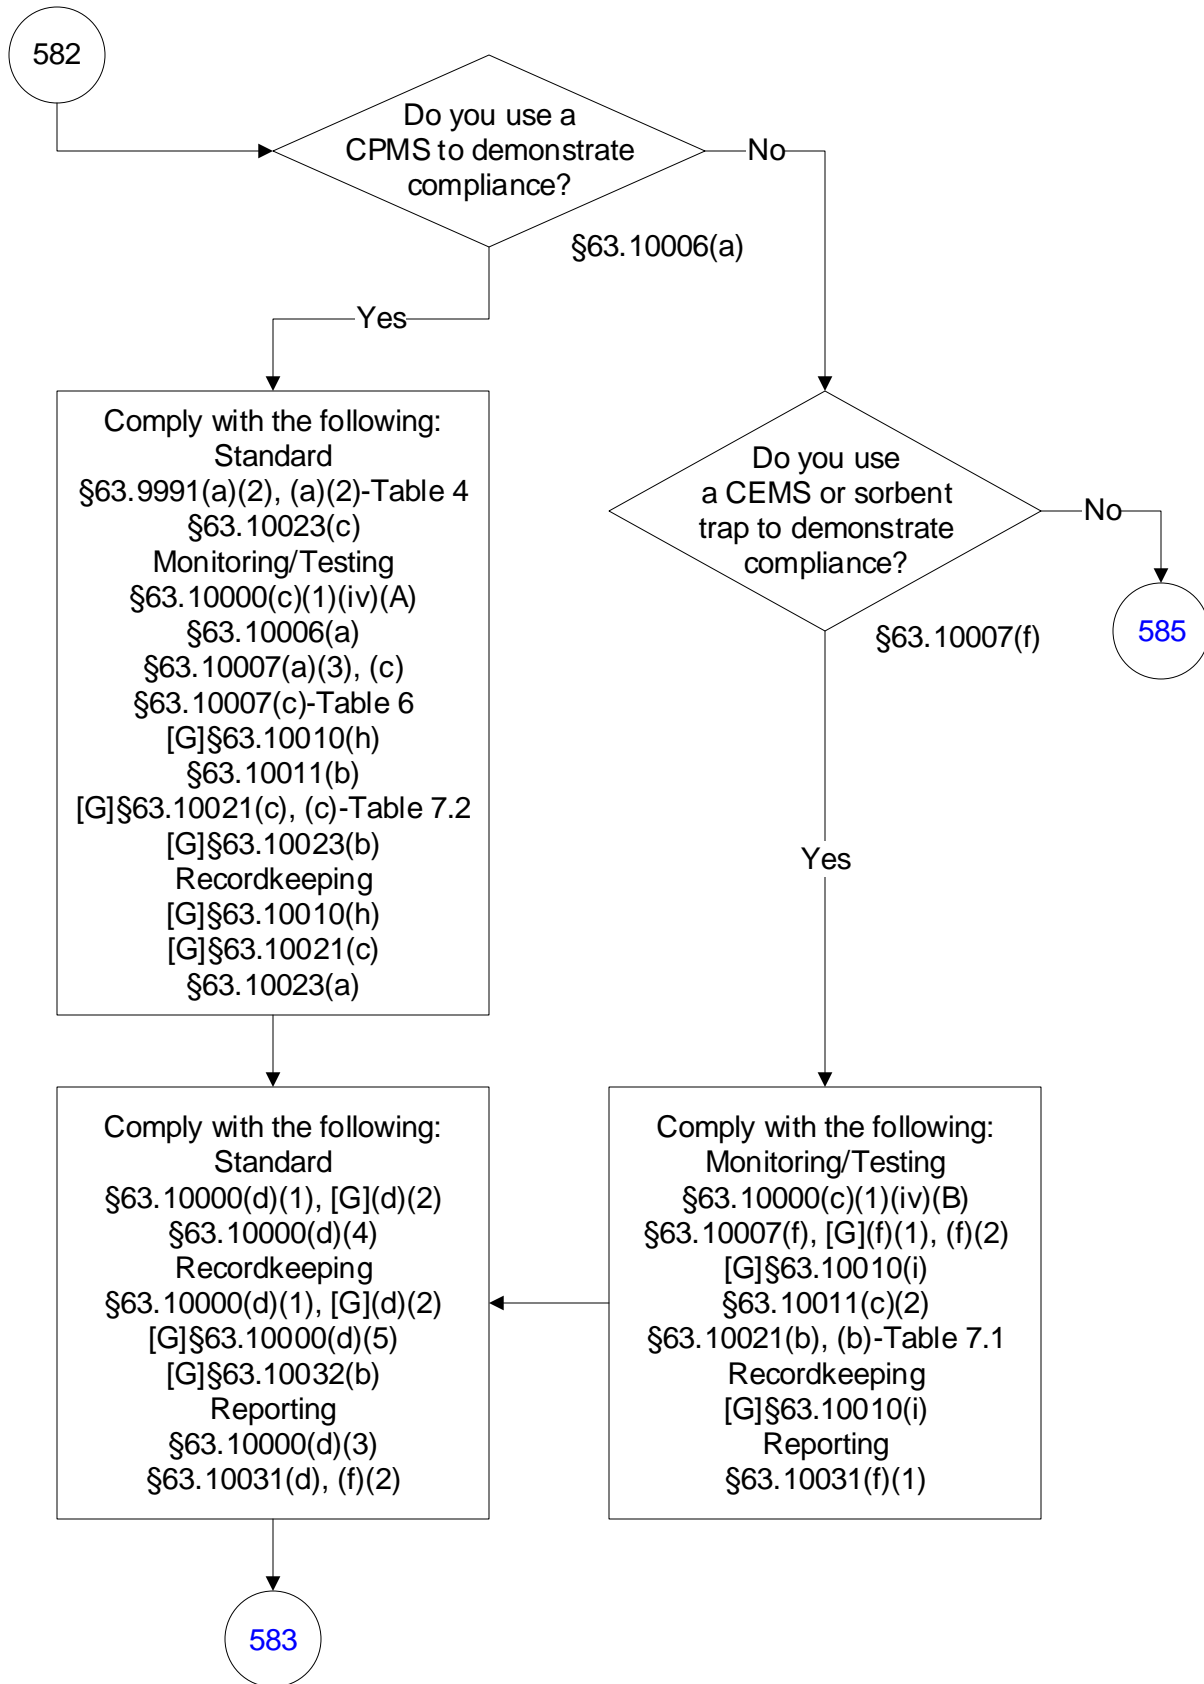 582
Do you use a
CPMS to demonstrate
compliance?
No
§63.10006(a)
Yes
Comply with the following:
Standard
§63.9991(a)(2), (a)(2)-Table 4
§63.10023(c)
Monitoring/Testing
§63.10000(c)(1)(iv)(A)
§63.10006(a)
§63.10007(a)(3), (c)
§63.10007(c)-Table 6
[G]§63.10010(h)
§63.10011(b)
[G]§63.10021(c), (c)-Table 7.2
[G]§63.10023(b)
Recordkeeping
[G]§63.10010(h)
[G]§63.10021(c)
§63.10023(a)
Do you use
a CEMS or sorbent
trap to demonstrate
compliance?
No
§63.10007(f)
585
Yes
Comply with the following:
Standard
§63.10000(d)(1), [G](d)(2)
§63.10000(d)(4)
Recordkeeping
§63.10000(d)(1), [G](d)(2)
[G]§63.10000(d)(5)
[G]§63.10032(b)
Reporting
§63.10000(d)(3)
§63.10031(d), (f)(2)
Comply with the following:
Monitoring/Testing
§63.10000(c)(1)(iv)(B)
§63.10007(f), [G](f)(1), (f)(2)
[G]§63.10010(i)
§63.10011(c)(2)
§63.10021(b), (b)-Table 7.1
Recordkeeping
[G]§63.10010(i)
Reporting
§63.10031(f)(1)
583